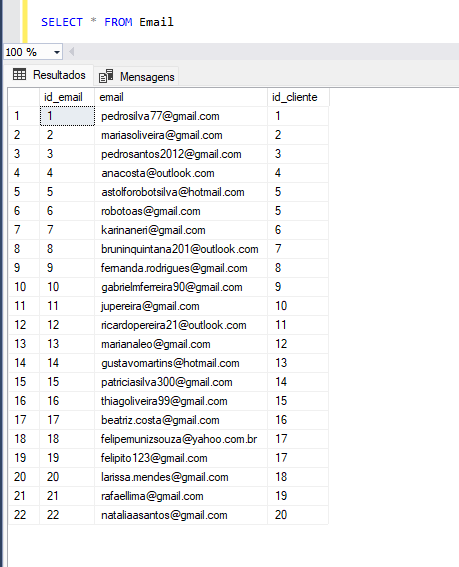 SELECT * FROM Email
100 %
Resultados Mensagens
id_email email id_cliente
1 1 pedrosilva77@gmail.com 1
2 2 mariasoliveira@gmail.com 2
3 3 pedrosantos2012@gmail.com 3
4 4 anacosta@outlook.com 4
5 5 astolforobotsilva@hotmail.com 5
6 6 robotoas@gmail.com 5
7 7 karinaneri@gmail.com 6
8 8 bruninquintana201@outlook.com 7
9 9 fernanda.rodrigues@gmail.com 8
10 10 gabrielmferreira90@gmail.com 9
11 11 jupereira@gmail.com 10
12 12 ricardopereira21@outlook.com 11
13 13 marianaleo@gmail.com 12
14 14 gustavomartins@hotmail.com 13
15 15 patriciasilva300@gmail.com 14
16 16 thiagoliveira99@gmail.com 15
17 17 beatriz.costa@gmail.com 16
18 18 felipemunizsouza@yahoo.com.br 17
19 19 felipito123@gmail.com 17
20 20 larissa.mendes@gmail.com 18
21 21 rafaellima@gmail.com 19
22 22 nataliaasantos@gmail.com 20